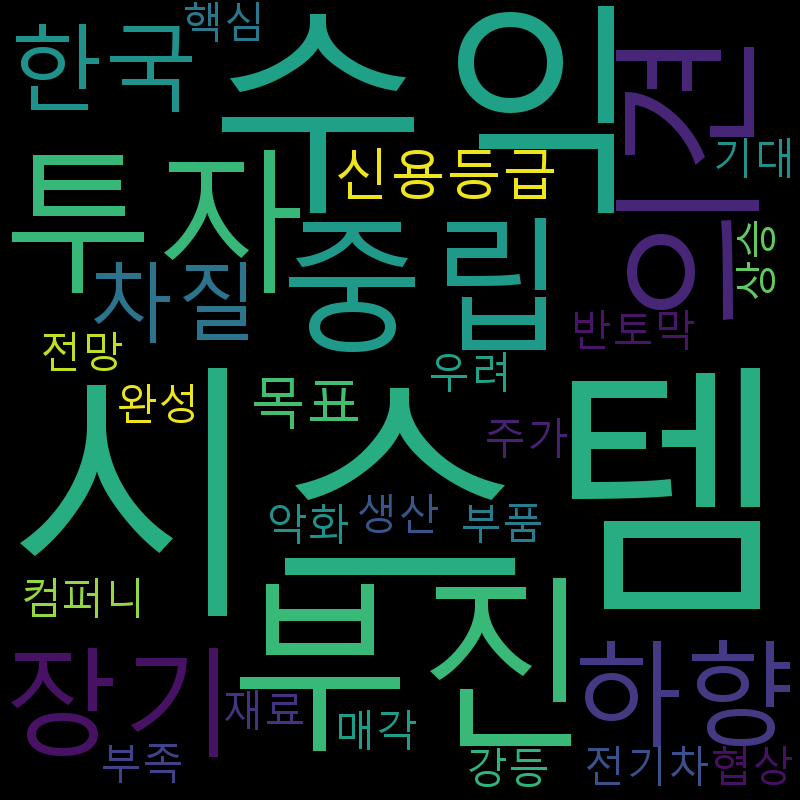 핵심
한국
수익
의견
기대
투자
신용등급
중립
상승
차질
반토막
전망
우려
완성
목표
주가
시스템
악화
생산
부품
컴퍼니
부진
장기
하향
재료
매각
부족
강등
전기차
협상